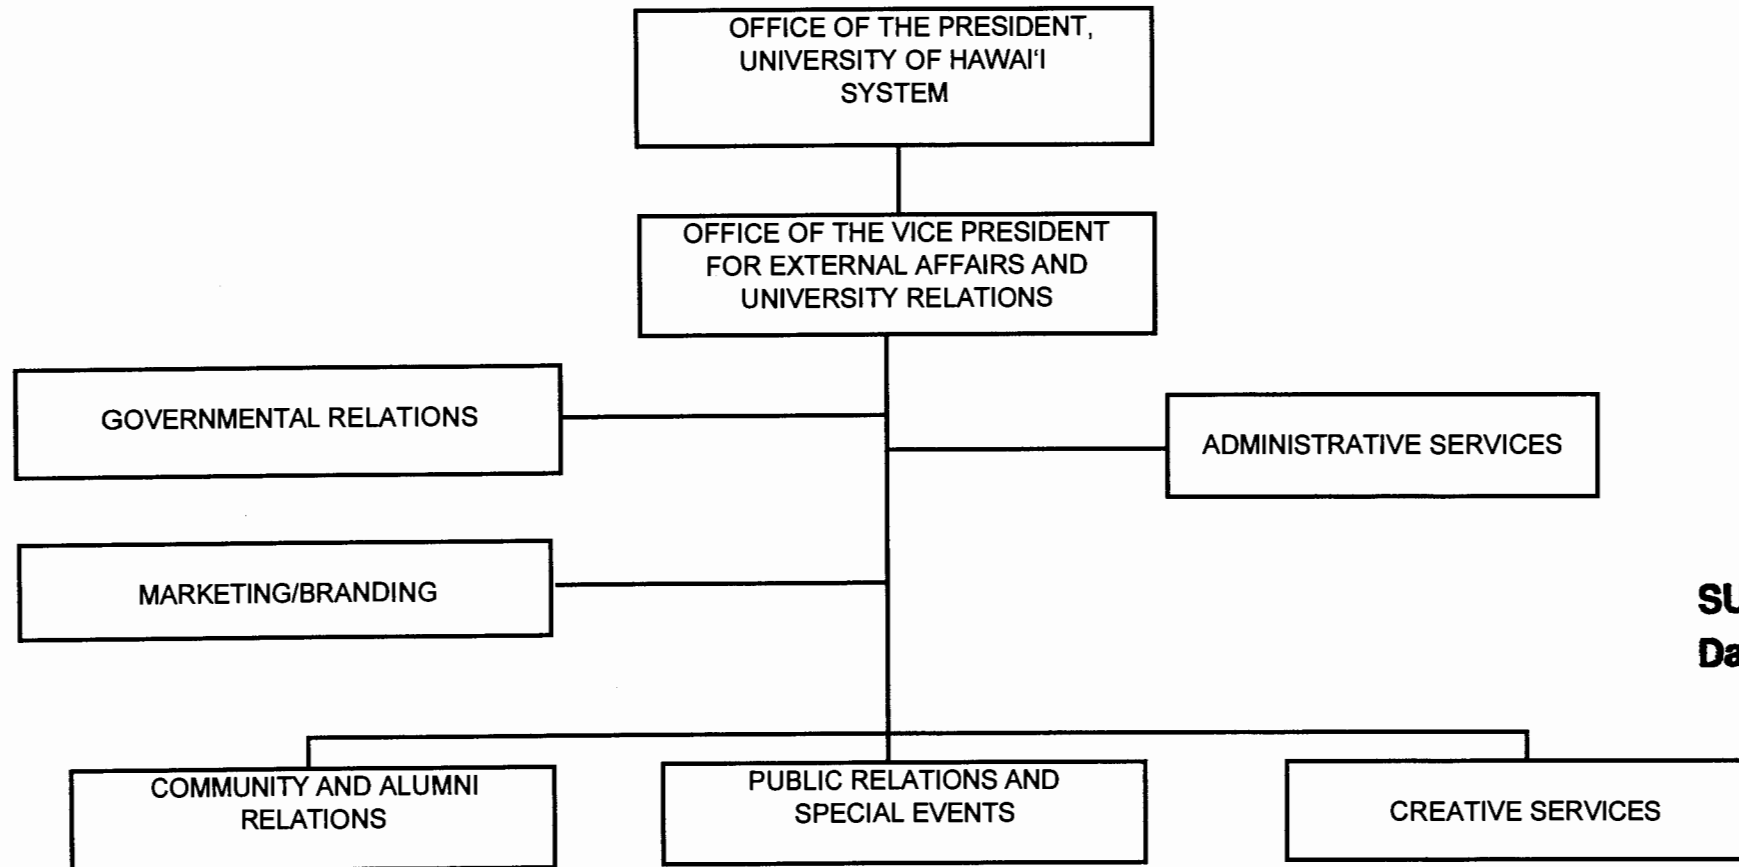 OFFICE OF THE PRESIDENT,
UNIVERSITY OF HAWAI‘I
SYSTEM
OFFICE OF THE VICE PRESIDENT
FOR EXTERNAL AFFAIRS AND
UNIVERSITY RELATIONS
GOVERNMENTAL RELATIONS
ADMINISTRATIVE SERVICES
MARKETING/BRANDING
COMMUNITY AND ALUMNI
RELATIONS
PUBLIC RELATIONS AND
SPECIAL EVENTS
CREATIVE SERVICES